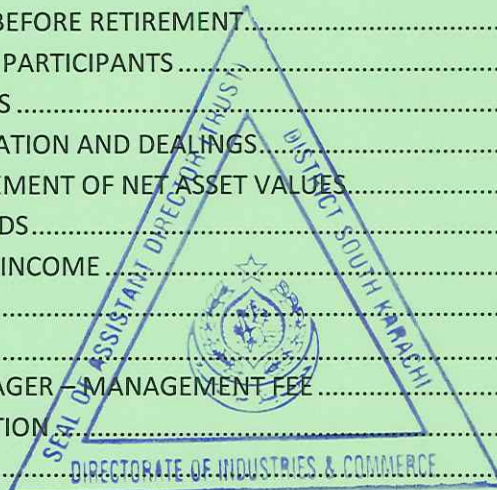 BEFORE RETIREMENT
PARTICIPANTS
S
ATION AND DEALINGS
EMENT OF NET ASSET VALUES
DS
INCOME
AGER – MANAGEMENT FEE
TION
SEAL OF ASSISTANT DIRECTOR (TRUST)
DISTRICT SOUTH KARACHI
DIRECTORATE OF INDUSTRIES & COMMERCE